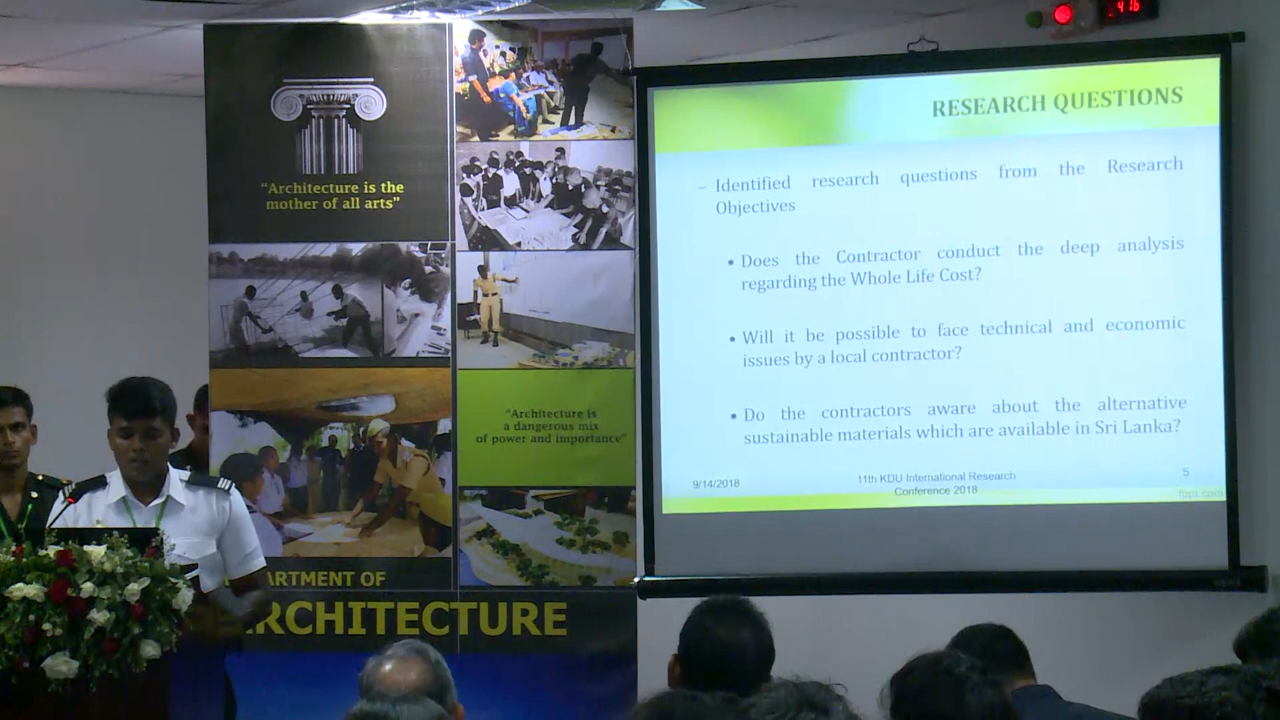 "Architecture is the
mother of all arts"
"Architecture is
a dangerous mix
of power and importance"
ARTMENT OF
RCHITECTURE
RESEARCH QUESTIONS
– Identified research questions from the Research
Objectives
• Does the Contractor conduct the deep analysis
regarding the Whole Life Cost?
• Will it be possible to face technical and economic
issues by a local contractor?
• Do the contractors aware about the alternative
sustainable materials which are available in Sri Lanka?
9/14/2018
11th KDU International Research
Conference 2018
5
fppt.com